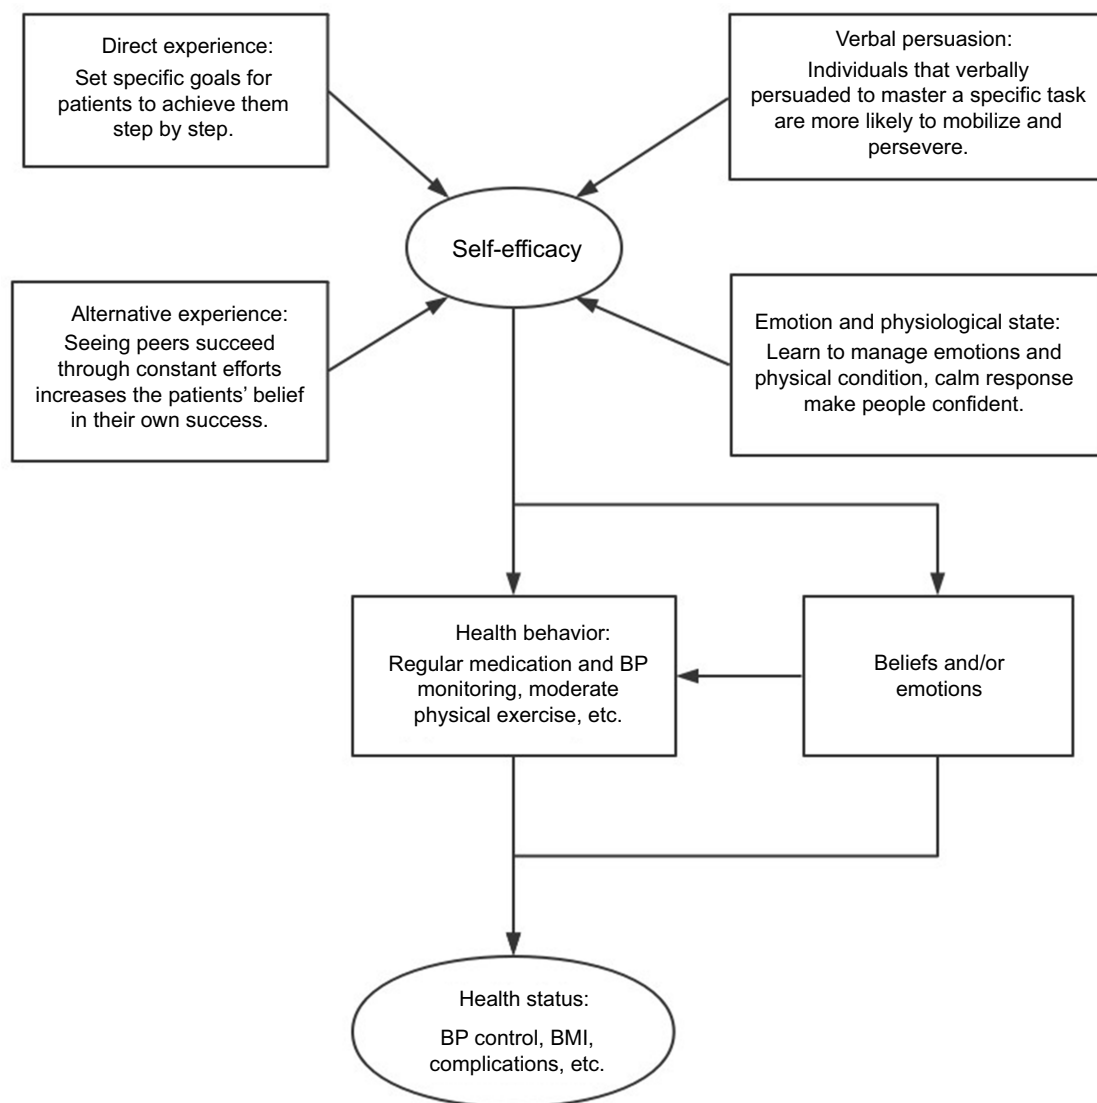 Direct experience:
Set specific goals for
patients to achieve them
step by step.
Verbal persuasion:
Individuals that verbally
persuaded to master a specific task
are more likely to mobilize and
persevere.
Self-efficacy
Alternative experience:
Seeing peers succeed
through constant efforts
increases the patients' belief
in their own success.
Emotion and physiological state:
Learn to manage emotions and
physical condition, calm response
make people confident.
Health behavior:
Regular medication and BP
monitoring, moderate
physical exercise, etc.
Beliefs and/or
emotions
Health status:
BP control, BMI,
complications, etc.